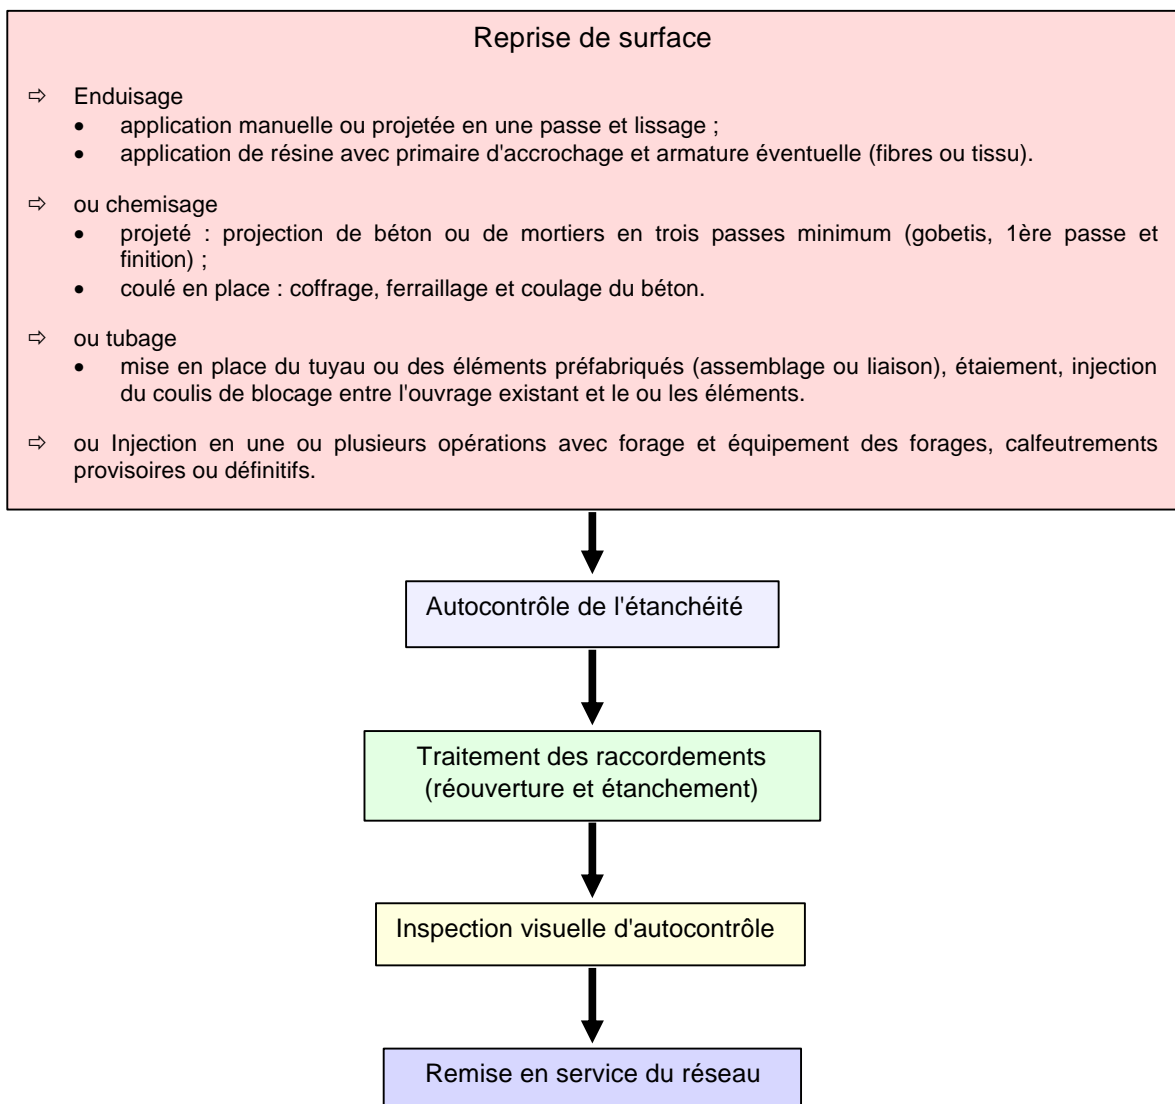 Reprise de surface
⇨ Enduisage
• application manuelle ou projetée en une passe et lissage ;
• application de résine avec primaire d'accrochage et armature éventuelle (fibres ou tissu).
⇨ ou chemisage
• projeté : projection de béton ou de mortiers en trois passes minimum (gobetis, 1ère passe et
finition) ;
• coulé en place : coffrage, ferraillage et coulage du béton.
⇨ ou tubage
• mise en place du tuyau ou des éléments préfabriqués (assemblage ou liaison), étaiement, injection
du coulis de blocage entre l'ouvrage existant et le ou les éléments.
⇨ ou Injection en une ou plusieurs opérations avec forage et équipement des forages, calfeutrements
provisoires ou définitifs.
Autocontrôle de l'étanchéité
Traitement des raccordements
(réouverture et étanchement)
Inspection visuelle d'autocontrôle
Remise en service du réseau